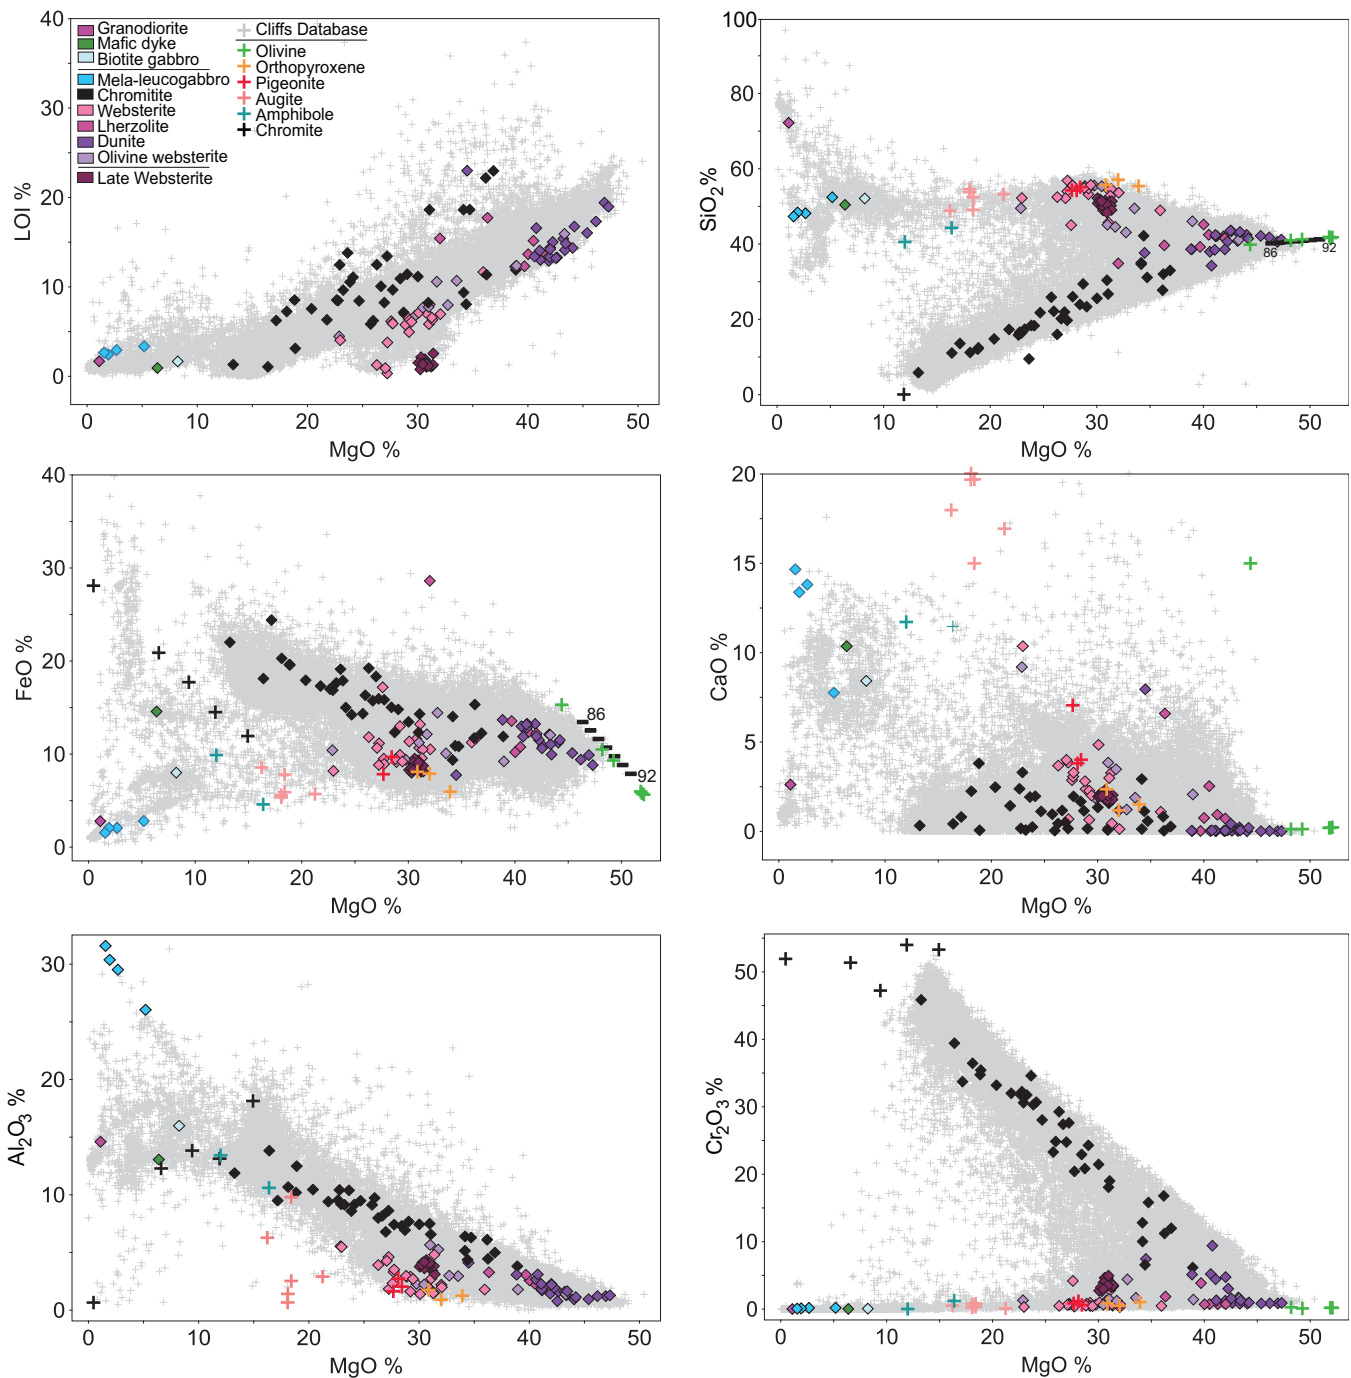 40
30
20
10
0
LOI %
0
10
20
30
40
50
MgO %
Granodiorite
Mafic dyke
Biotite gabbro
Mela-leucogabbro
Chromitite
Websterite
Lherzolite
Dunite
Olivine websterite
Late Websterite
Cliffs Database
Olivine
Orthopyroxene
Pigeonite
Augite
Amphibole
Chromite
100
80
60
40
20
0
SiO2%
86
92
0
10
20
30
40
50
MgO %
40
30
20
10
0
FeO %
86
92
0
10
20
30
40
50
MgO %
20
15
10
5
0
CaO %
0
10
20
30
40
50
MgO %
30
20
10
0
Al2O3 %
0
10
20
30
40
50
MgO %
50
40
30
20
10
0
Cr2O3 %
0
10
20
30
40
50
MgO %